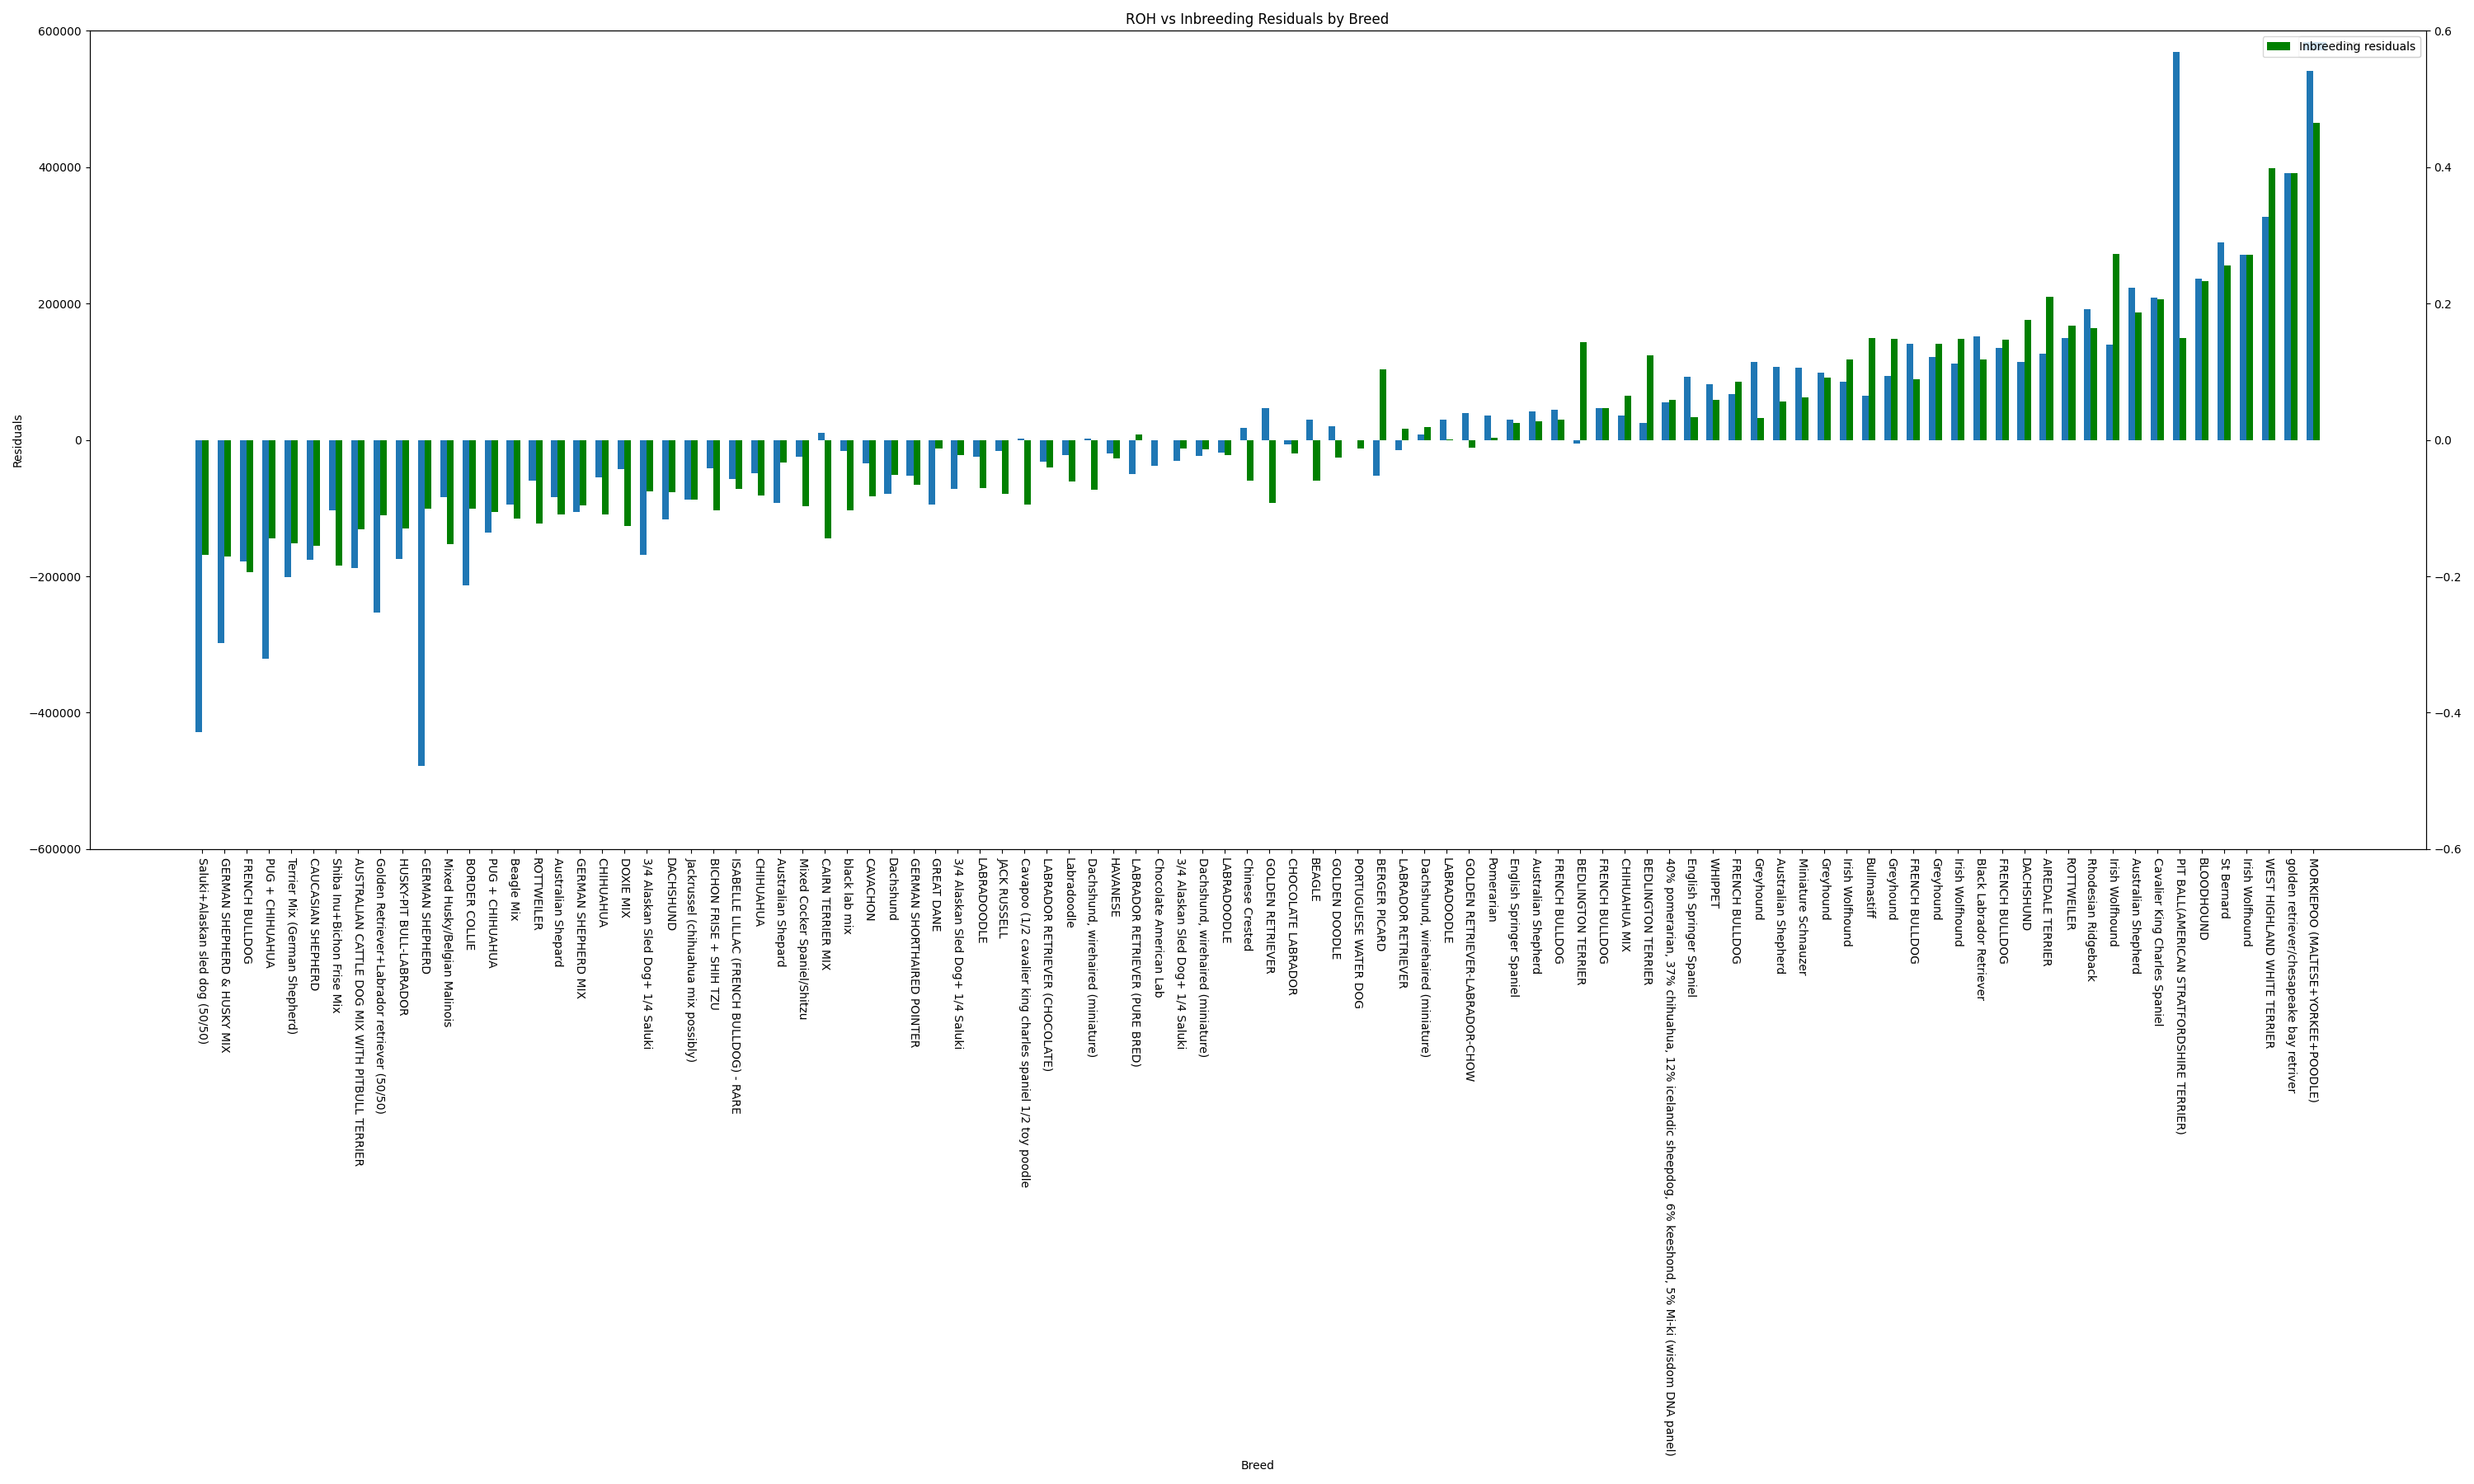 ROH vs Inbreeding Residuals by Breed
Inbreeding residuals
600000
400000
200000
0
−200000
−400000
−600000
Residuals
0.6
0.4
0.2
0.0
−0.2
−0.4
−0.6
Saluki+Alaskan sled dog (50/50)
GERMAN SHEPHERD & HUSKY MIX
FRENCH BULLDOG
PUG + CHIHUAHUA
Terrier Mix (German Shepherd)
CAUCASIAN SHEPHERD
Shiba Inu+Bichon Frise Mix
AUSTRALIAN CATTLE DOG MIX WITH PITBULL TERRIER
Golden Retriever+Labrador retriever (50/50)
HUSKY-PIT BULL-LABRADOR
GERMAN SHEPHERD
Mixed Husky/Belgian Malinois
BORDER COLLIE
PUG + CHIHUAHUA
Beagle Mix
ROTTWEILER
Australian Shepard
GERMAN SHEPHERD MIX
CHIHUAHUA
DOXIE MIX
3/4 Alaskan Sled Dog+ 1/4 Saluki
DACHSHUND
Jackrussel (chihuahua mix possibly)
BICHON FRISE + SHIH TZU
ISABELLE LILLAC (FRENCH BULLDOG) - RARE
CHIHUAHUA
Australian Shepard
Mixed Cocker Spaniel/Shitzu
CAIRN TERRIER MIX
black lab mix
CAVACHON
Dachshund
GERMAN SHORTHAIRED POINTER
GREAT DANE
3/4 Alaskan Sled Dog+ 1/4 Saluki
LABRADOODLE
JACK RUSSELL
Cavapoo (1/2 cavalier king charles spaniel 1/2 toy poodle
LABRADOR RETRIEVER (CHOCOLATE)
Labradoodle
Dachshund, wirehaired (miniature)
HAVANESE
LABRADOR RETRIEVER (PURE BRED)
Chocolate American Lab
3/4 Alaskan Sled Dog+ 1/4 Saluki
Dachshund, wirehaired (miniature)
LABRADOODLE
Chinese Crested
GOLDEN RETRIEVER
CHOCOLATE LABRADOR
BEAGLE
GOLDEN DOODLE
PORTUGUESE WATER DOG
BERGER PICARD
LABRADOR RETRIEVER
Dachshund, wirehaired (miniature)
LABRADOODLE
GOLDEN RETRIEVER-LABRADOR-CHOW
Pomerarian
English Springer Spaniel
Australian Shepherd
FRENCH BULLDOG
BEDLINGTON TERRIER
FRENCH BULLDOG
CHIHUAHUA MIX
BEDLINGTON TERRIER
40% pomerarian, 37% chihuahua, 12% icelandic sheepdog, 6% keeshond, 5% Mi-ki (wisdom DNA panel)
English Springer Spaniel
WHIPPET
FRENCH BULLDOG
Greyhound
Australian Shepherd
Miniature Schnauzer
Greyhound
Irish Wolfhound
Bullmastiff
Greyhound
FRENCH BULLDOG
Greyhound
Irish Wolfhound
Black Labrador Retriever
FRENCH BULLDOG
DACHSHUND
AIREDALE TERRIER
ROTTWEILER
Rhodesian Ridgeback
Irish Wolfhound
Australian Shepherd
Cavalier King Charles Spaniel
PIT BALL(AMERICAN STRATFORDSHIRE TERRIER)
BLOODHOUND
St Bernard
Irish Wolfhound
WEST HIGHLAND WHITE TERRIER
golden retriever/chesapeake bay retriver
MORKIEPOO (MALTESE+YORKEE+POODLE)
Breed